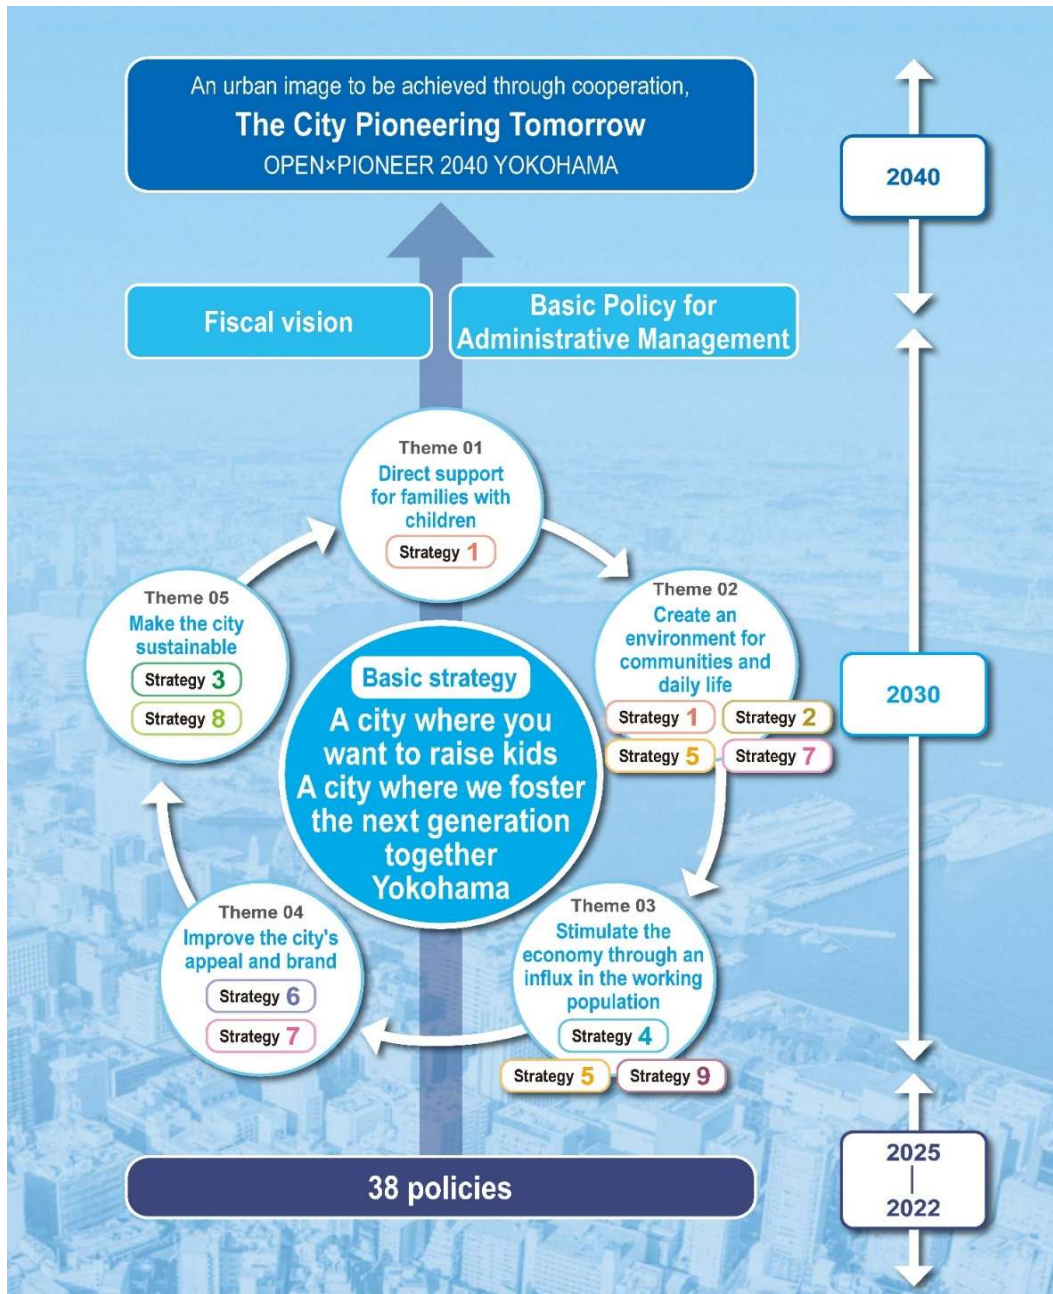 An urban image to be achieved through cooperation,
The City Pioneering Tomorrow
OPEN×PIONEER 2040 YOKOHAMA
2040
Fiscal vision
Basic Policy for
Administrative Management
Theme 01
Direct support
for families with
children
Strategy 1
Theme 02
Create an
environment for
communities and
daily life
Strategy 1
Strategy 2
Strategy 5
Strategy 7
Theme 03
Stimulate the
economy through an
influx in the working
population
Strategy 4
Strategy 5
Strategy 9
Theme 04
Improve the city's
appeal and brand
Strategy 6
Strategy 7
Theme 05
Make the city
sustainable
Strategy 3
Strategy 8
Basic strategy
A city where you
want to raise kids
A city where we foster
the next generation
together
Yokohama
2030
38 policies
2025
2022